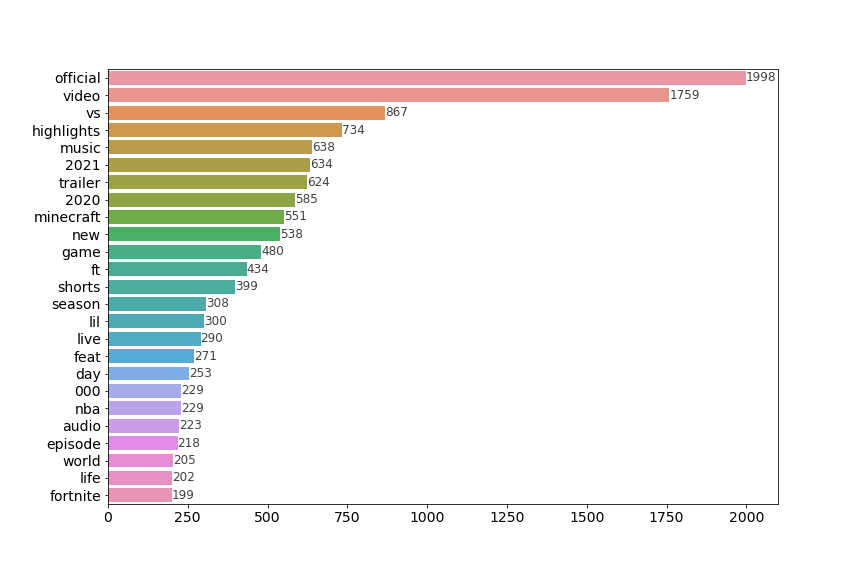 official 1998
video 1759
vs 867
highlights 734
music 638
2021 634
trailer 624
2020 585
minecraft 551
new 538
game 480
ft 434
shorts 399
season 308
lil 300
live 290
feat 271
day 253
000 229
nba 229
audio 223
episode 218
world 205
life 202
fortnite 199
0 250 500 750 1000 1250 1500 1750 2000